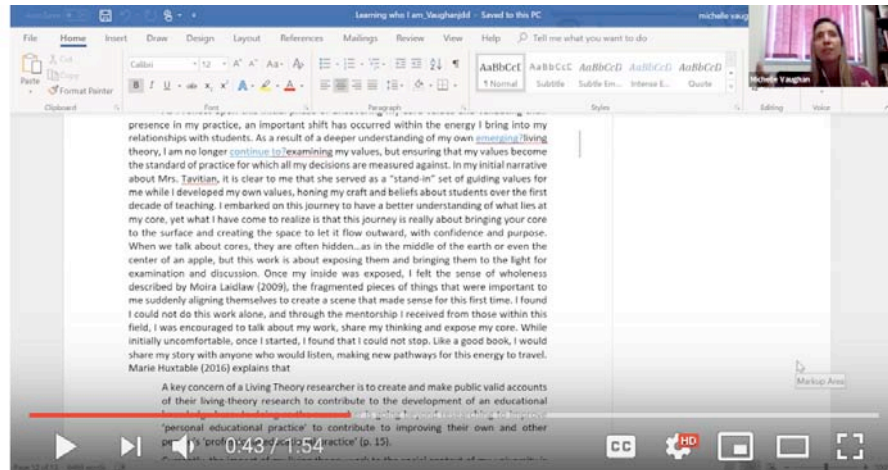 Learning who I am_Vaughanjdd - Saved to this PC
michelle vaug
File Home Insert Draw Design Layout References Mailings Review View Help Tell me what you want to do
Cut
Copy
Format Painter
Paste
Calibri 12
AaBbCcC AaBbCcC AaBbCcD AaBbCcD AaBbCcD
Normal Subtitle Subtle Em... Intense E... Quote
Clipboard Font Paragraph Styles Editing Voice
Michelle Vaughan
presence in my practice, an important shift has occurred within the energy I bring into my
relationships with students. As a result of a deeper understanding of my own emerging?living
theory, I am no longer continue to?examining my values, but ensuring that my values become
the standard of practice for which all my decisions are measured against. In my initial narrative
about Mrs. Tavitian, it is clear to me that she served as a “stand-in” set of guiding values for
me while I developed my own values, honing my craft and beliefs about students over the first
decade of teaching. I embarked on this journey to have a better understanding of what lies at
my core, yet what I have come to realize is that this journey is really about bringing your core
to the surface and creating the space to let it flow outward, with confidence and purpose.
When we talk about cores, they are often hidden...as in the middle of the earth or even the
center of an apple, but this work is about exposing them and bringing them to the light for
examination and discussion. Once my inside was exposed, I felt the sense of wholeness
described by Moira Laidlaw (2009), the fragmented pieces of things that were important to
me suddenly aligning themselves to create a scene that made sense for this first time. I found
I could not do this work alone, and through the mentorship I received from those within this
field, I was encouraged to talk about my work, share my thinking and expose my core. While
initially uncomfortable, once I started, I found that I could not stop. Like a good book, I would
share my story with anyone who would listen, making new pathways for this energy to travel.
Marie Huxtable (2016) explains that
Markup Area
A key concern of a Living Theory researcher is to create and make public valid accounts
of their living-theory research to contribute to the development of an educational
‘personal educational practice’ to contribute to improving their own and other
practice’ (p. 15).
0:43 / 1:54
CC
HD